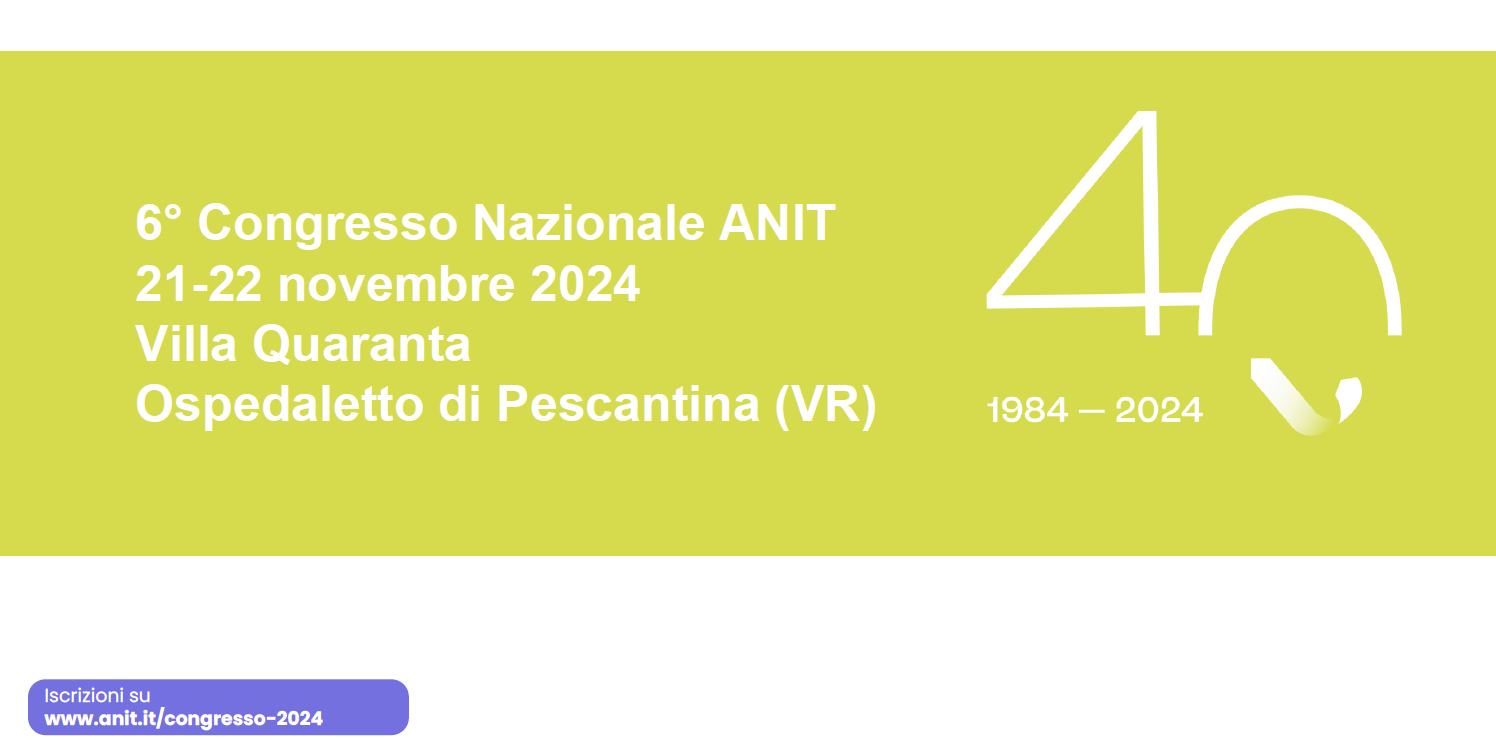 6° Congresso Nazionale ANIT
21-22 novembre 2024
Villa Quaranta
Ospedaletto di Pescantina (VR)
40
1984 — 2024
Iscrizioni su
www.anit.it/congresso-2024